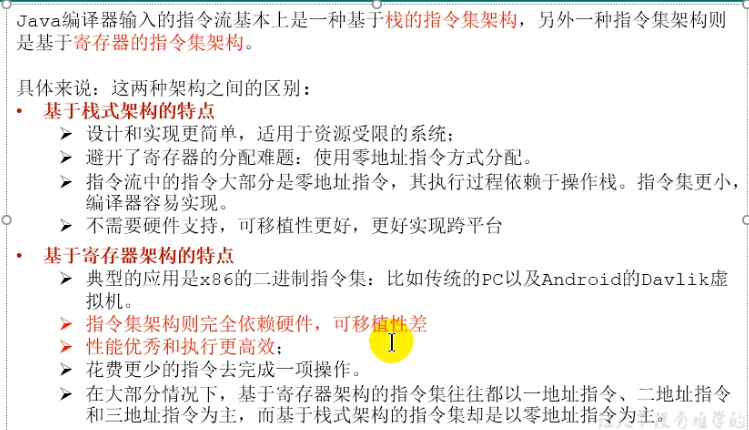 Java编译器输入的指令流基本上是一种基于栈的指令集架构，另外一种指令集架构则
是基于寄存器的指令集架构。
具体来说：这两种架构之间的区别：
• 基于栈式架构的特点
➢ 设计和实现更简单，适用于资源受限的系统；
➢ 避开了寄存器的分配难题：使用零地址指令方式分配。
➢ 指令流中的指令大部分是零地址指令，其执行过程依赖于操作栈。指令集更小，
编译器容易实现。
➢ 不需要硬件支持，可移植性更好，更好实现跨平台
• 基于寄存器架构的特点
➢ 典型的应用是x86的二进制指令集：比如传统的PC以及Android的Davlik虚
拟机。
➢ 指令集架构则完全依赖硬件，可移植性差
➢ 性能优秀和执行更高效；
➢ 花费更少的指令去完成一项操作。
➢ 在大部分情况下，基于寄存器架构的指令集往往都以一地址指令、二地址指令
和三地址指令为主，而基于栈式架构的指令集却是以零地址指令为主。